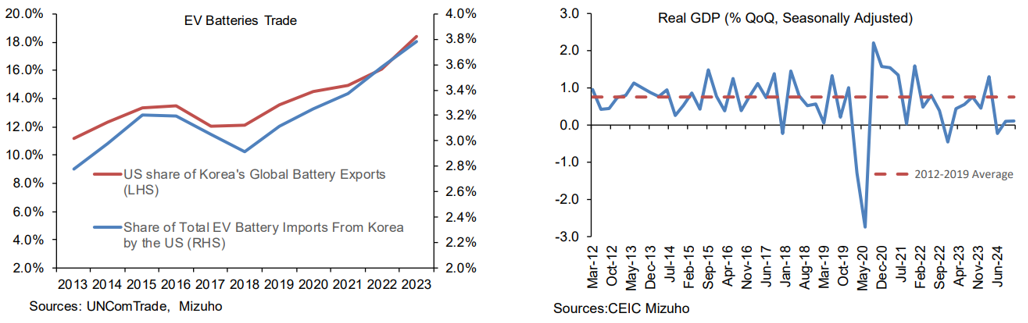 EV Batteries Trade
20.0%
18.0%
16.0%
14.0%
12.0%
10.0%
8.0%
6.0%
4.0%
2.0%
4.0%
3.8%
3.6%
3.4%
3.2%
3.0%
2.8%
2.6%
2.4%
2.2%
2.0%
US share of Korea's Global Battery Exports
(LHS)
Share of Total EV Battery Imports From Korea
by the US (RHS)
2013 2014 2015 2016 2017 2018 2019 2020 2021 2022 2023
Sources: UNComTrade, Mizuho
Real GDP (% QoQ, Seasonally Adjusted)
3.0
2.0
1.0
0.0
-1.0
-2.0
-3.0
2012-2019 Average
Mar-12
Oct-12
May-13
Dec-13
Jul-14
Feb-15
Sep-15
Apr-16
Nov-16
Jun-17
Jan-18
Aug-18
Mar-19
Oct-19
May-20
Dec-20
Jul-21
Feb-22
Sep-22
Apr-23
Nov-23
Jun-24
Sources:CEIC Mizuho